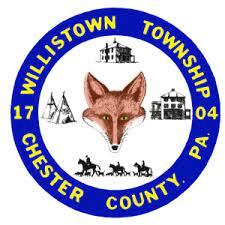 WILLISTOWN TOWNSHIP
17 04
CHESTER COUNTY, PA.